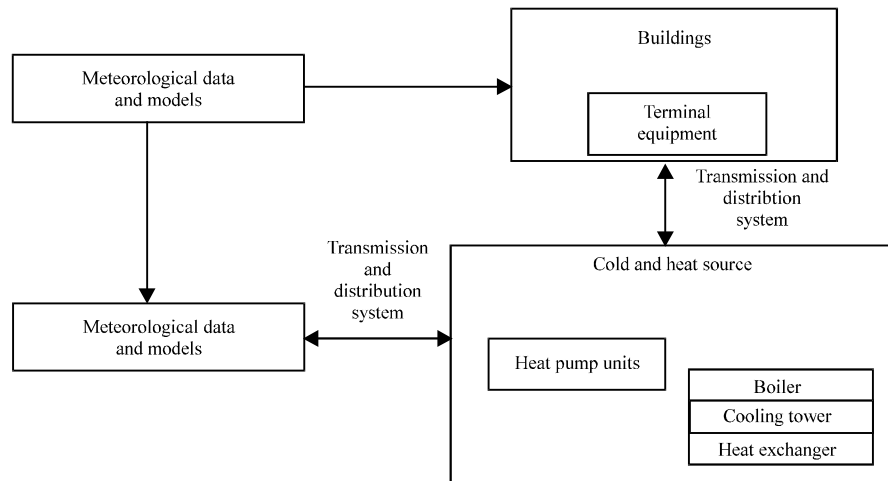 Meteorological data
and models
Buildings
Terminal
equipment
Transmission and
distribtion
system
Transmission
and
distribution
system
Cold and heat source
Meteorological data
and models
Heat pump units
Boiler
Cooling tower
Heat exchanger